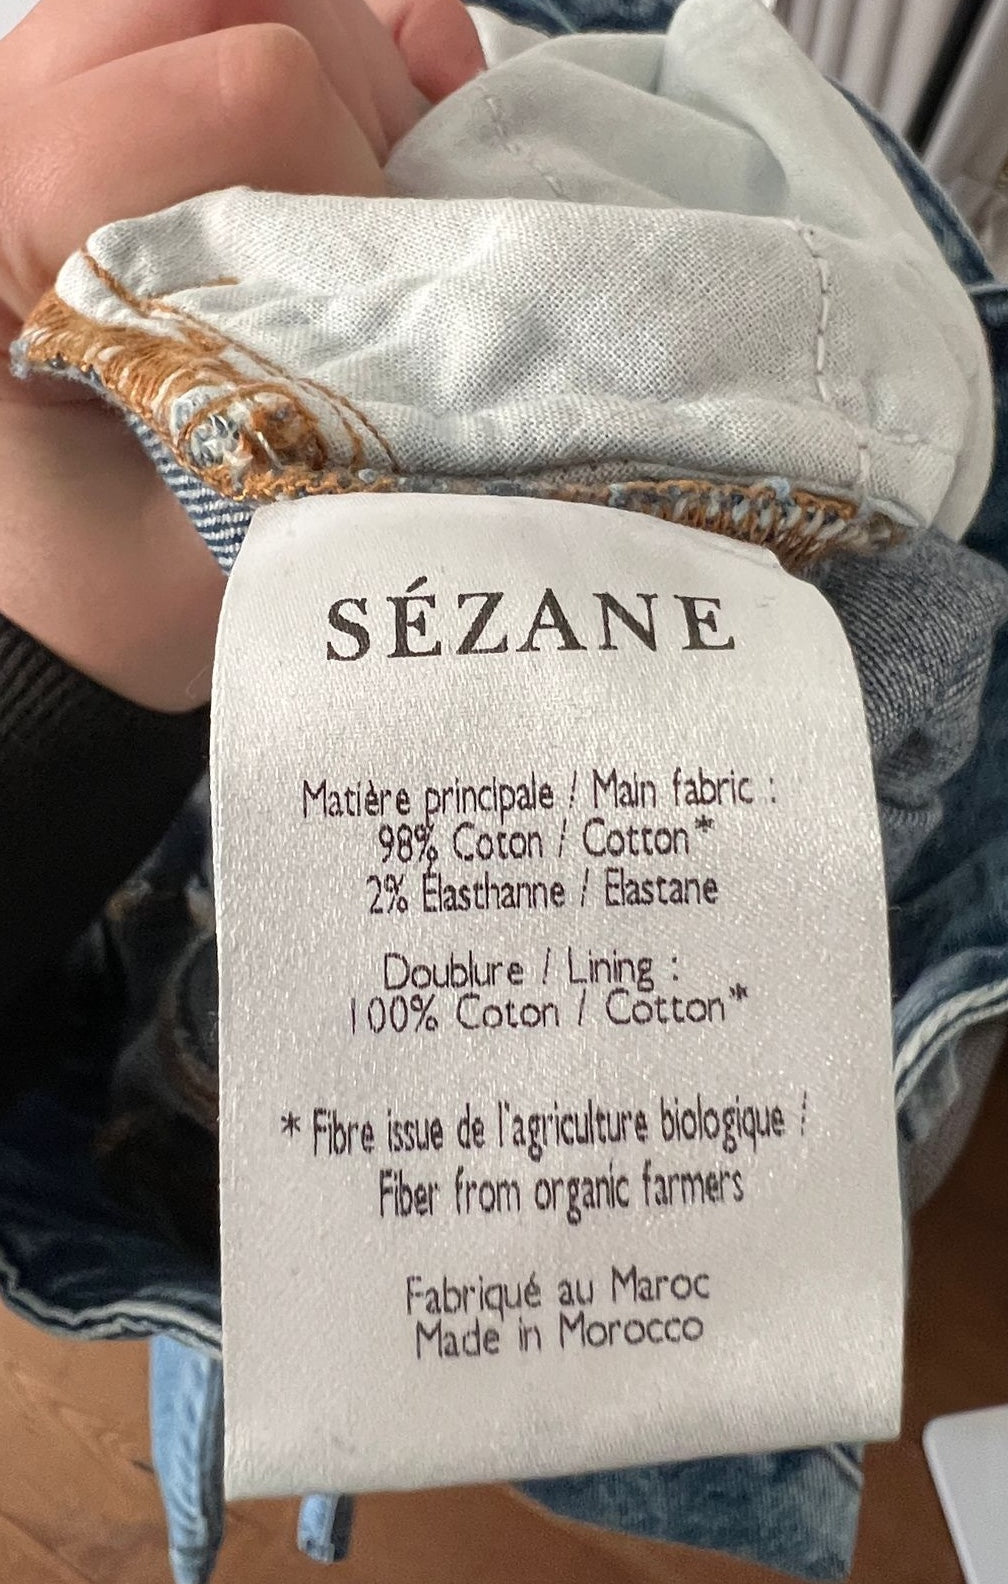 SÉZANE
Matière principale / Main fabric :
98% Coton / Cotton*
2% Élasthanne / Elastane
Doublure / Lining :
100% Coton / Cotton*
* Fibre issue de l'agriculture biologique /
Fiber from organic farmers
Fabriqué au Maroc
Made in Morocco